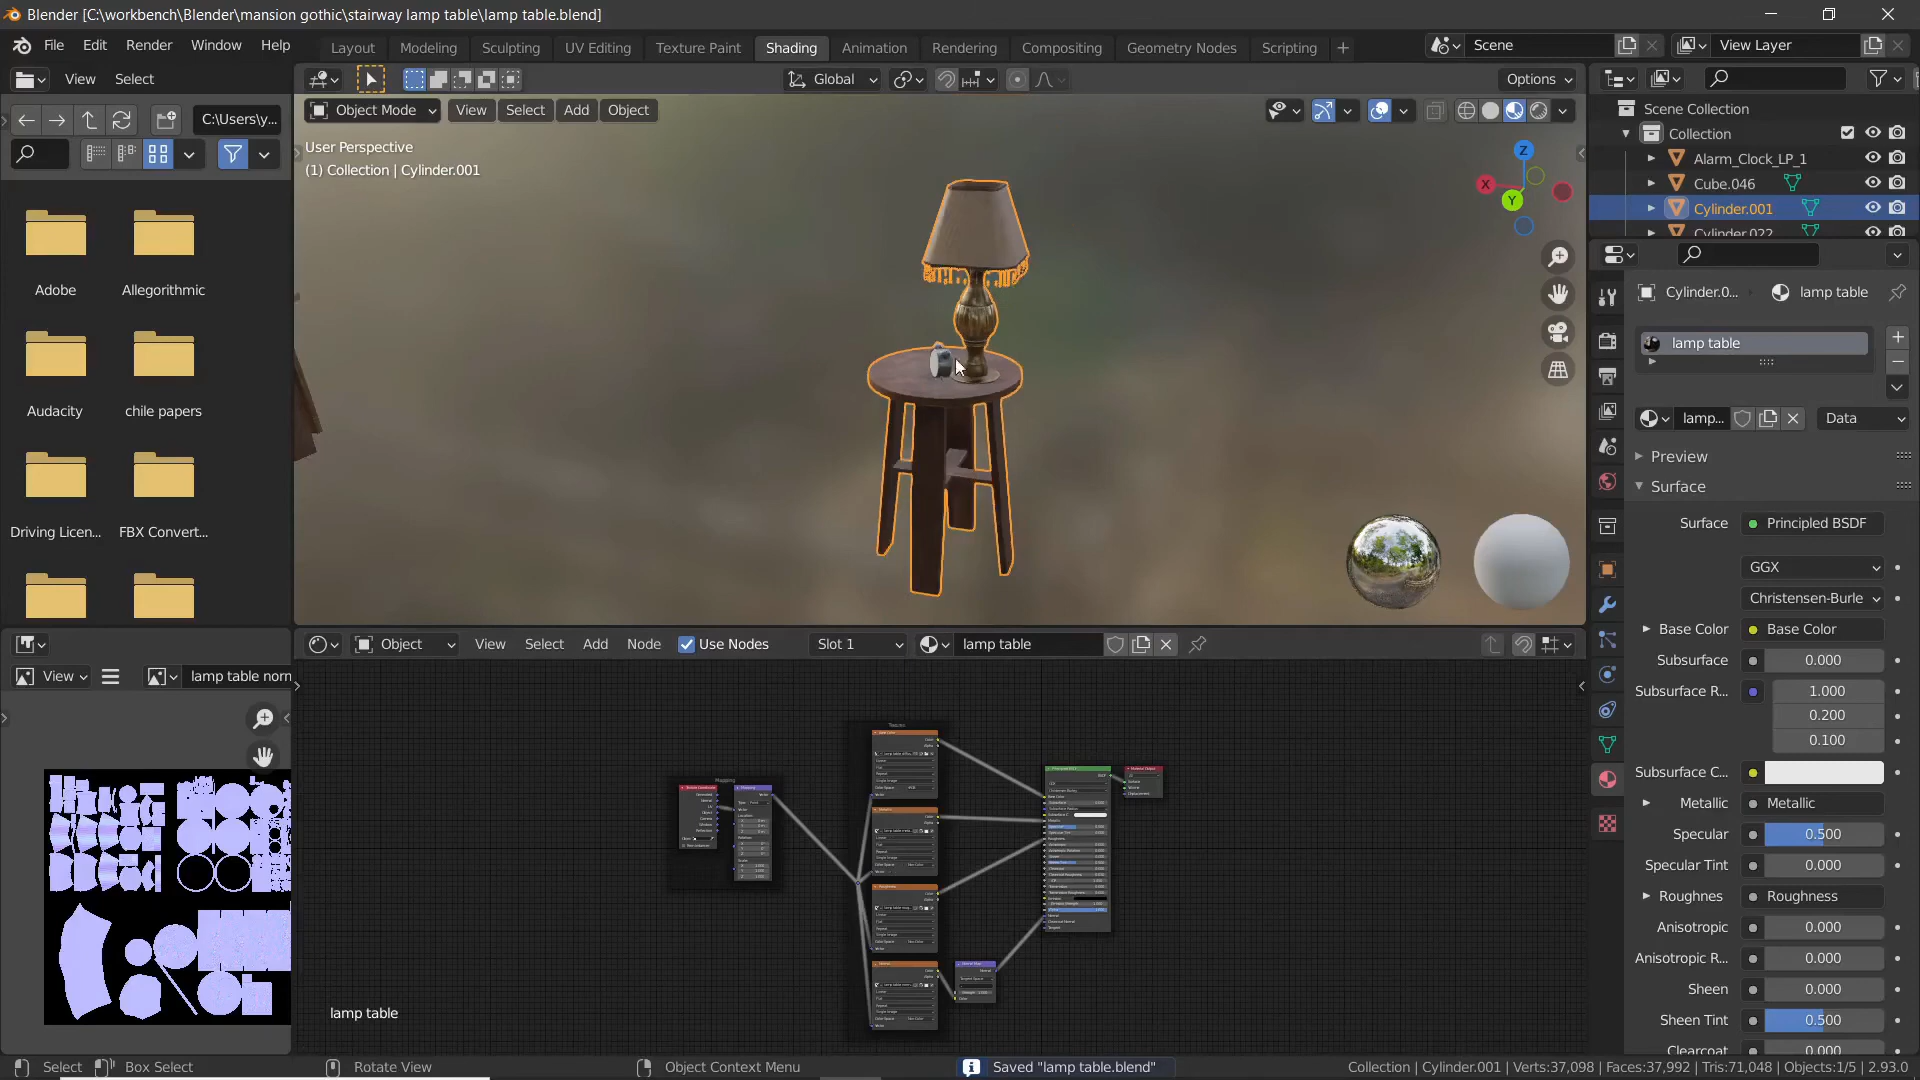 Blender [C:\workbench\Blender\mansion gothic\stairway lamp table\lamp table.blend]
File Edit Render Window Help
Layout Modeling Sculpting UV Editing Texture Paint Shading Animation Rendering Compositing Geometry Nodes Scripting
Scene View Layer
View Select
Global
Options
C:\Users\y...
Object Mode View Select Add Object
User Perspective
(1) Collection | Cylinder.001
Z
X
Y
Adobe Allegorithmic
Audacity chile papers
Driving Licen... FBX Convert...
Scene Collection
Collection
Alarm_Clock_LP_1
Cube.046
Cylinder.001
Cylinder.022
Cylinder.0... lamp table
lamp table
lamp... Data
Preview
Surface
Surface Principled BSDF
GGX
Christensen-Burle
Base Color Base Color
Subsurface 0.000
Subsurface R... 1.000
0.200
0.100
Subsurface C...
Metallic Metallic
Specular 0.500
Specular Tint 0.000
Roughnes Roughness
Anisotropic 0.000
Anisotropic R... 0.000
Sheen 0.000
Sheen Tint 0.500
Clearcoat 0.000
View lamp table norn
Object View Select Add Node Use Nodes Slot 1 lamp table
Mapping
lamp table
Select Box Select Rotate View Object Context Menu
Saved "lamp table.blend"
Collection | Cylinder.001 | Verts:37,098 | Faces:37,992 | Tris:71,048 | Objects:1/5 | 2.93.0